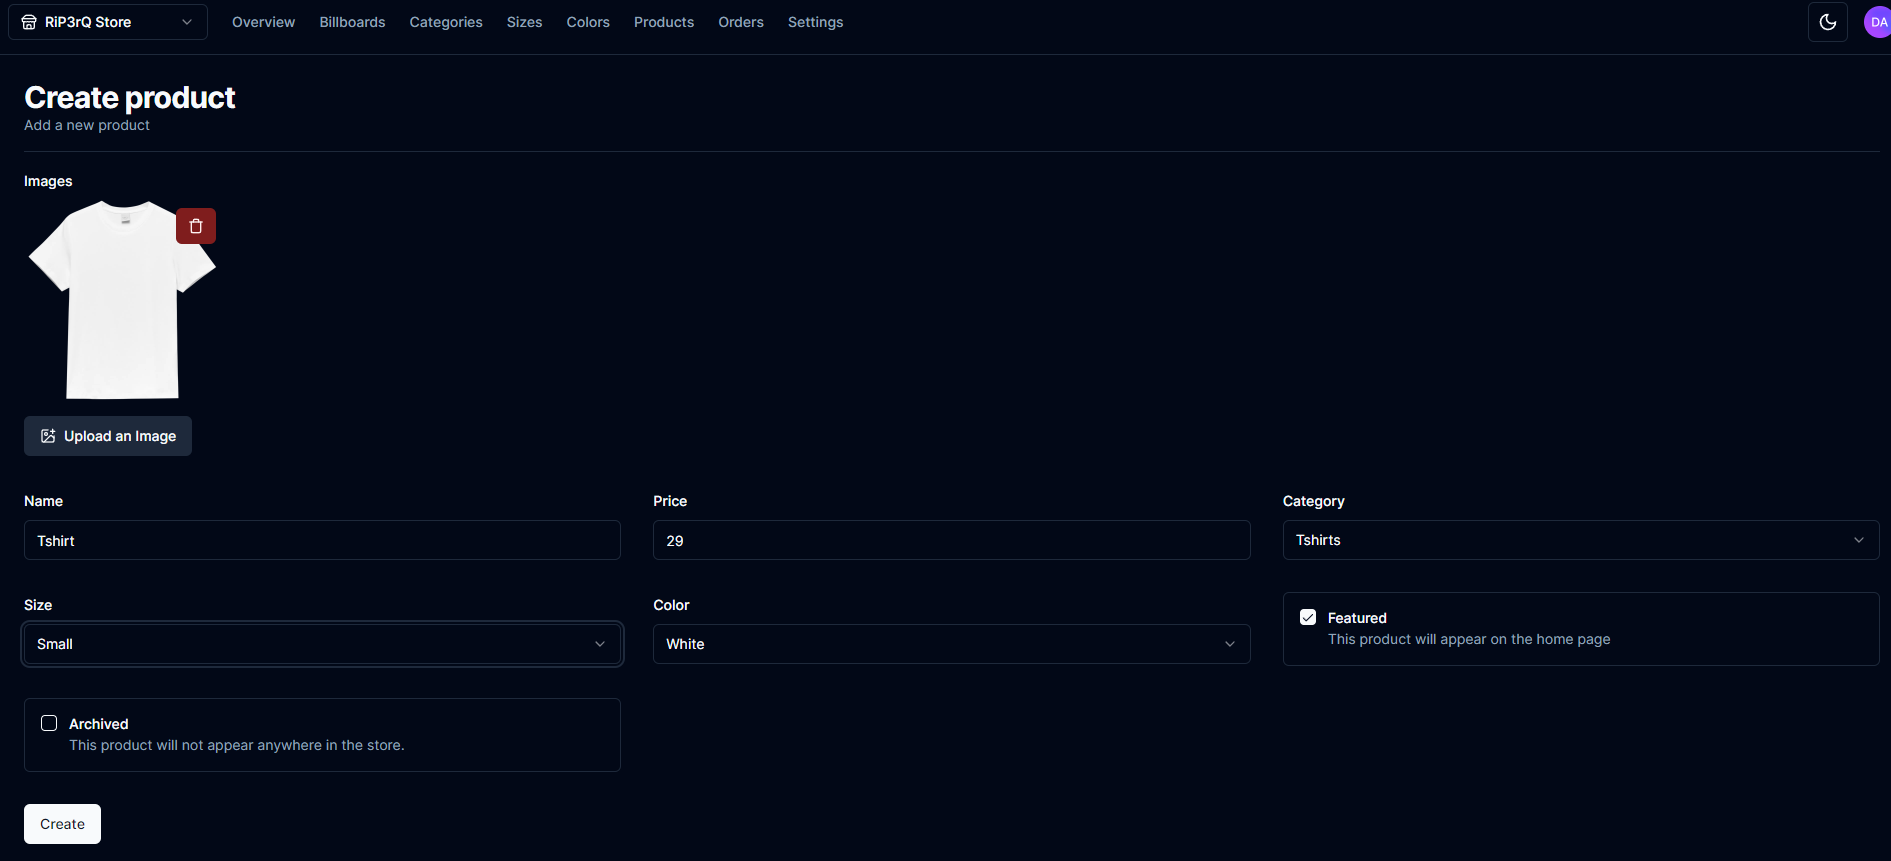 RiP3rQ Store
Overview
Billboards
Categories
Sizes
Colors
Products
Orders
Settings
DA
Create product
Add a new product
Images
Upload an Image
Name
Price
Category
Tshirt
29
Tshirts
Size
Color
Small
White
Featured
This product will appear on the home page
Archived
This product will not appear anywhere in the store.
Create